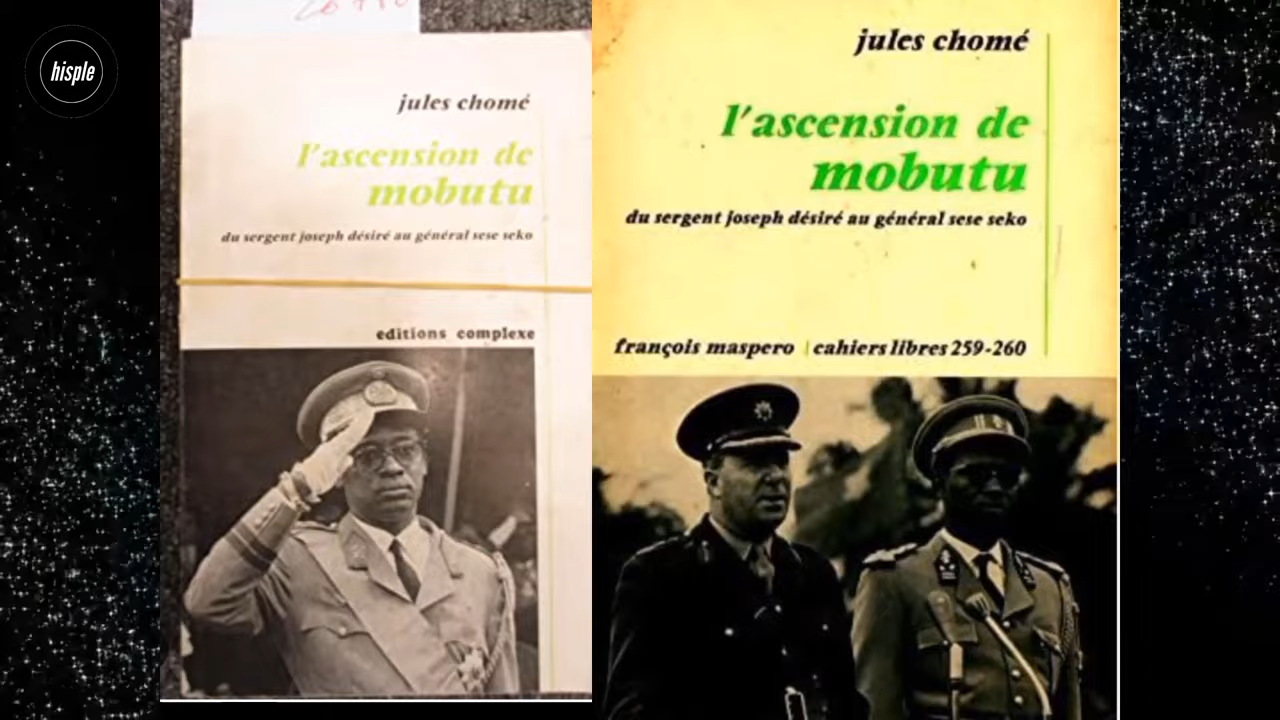 hisple
jules chomé
l'ascension de
mobutu
du sergent joseph désiré au général sese seko
editions complexe
jules chomé
l'ascension de
mobutu
du sergent joseph désiré au général sese seko
françois maspero | cahiers libres 259-260